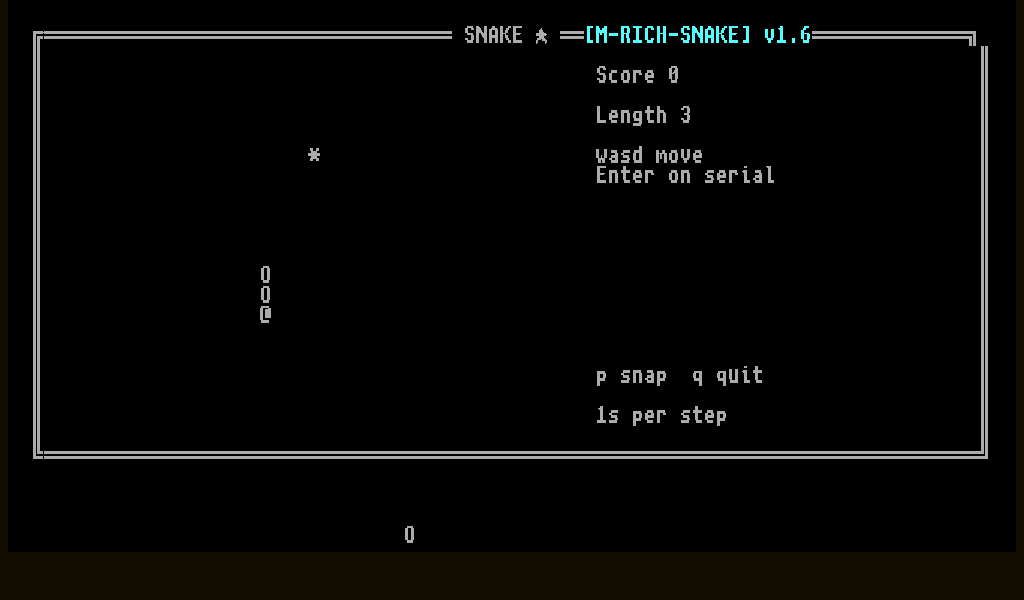 SNAKE [M-RICH-SNAKE] v1.6
Score 0
Length 3
*
wasd move
Enter on serial
O
O
@
p snap q quit
1s per step
O